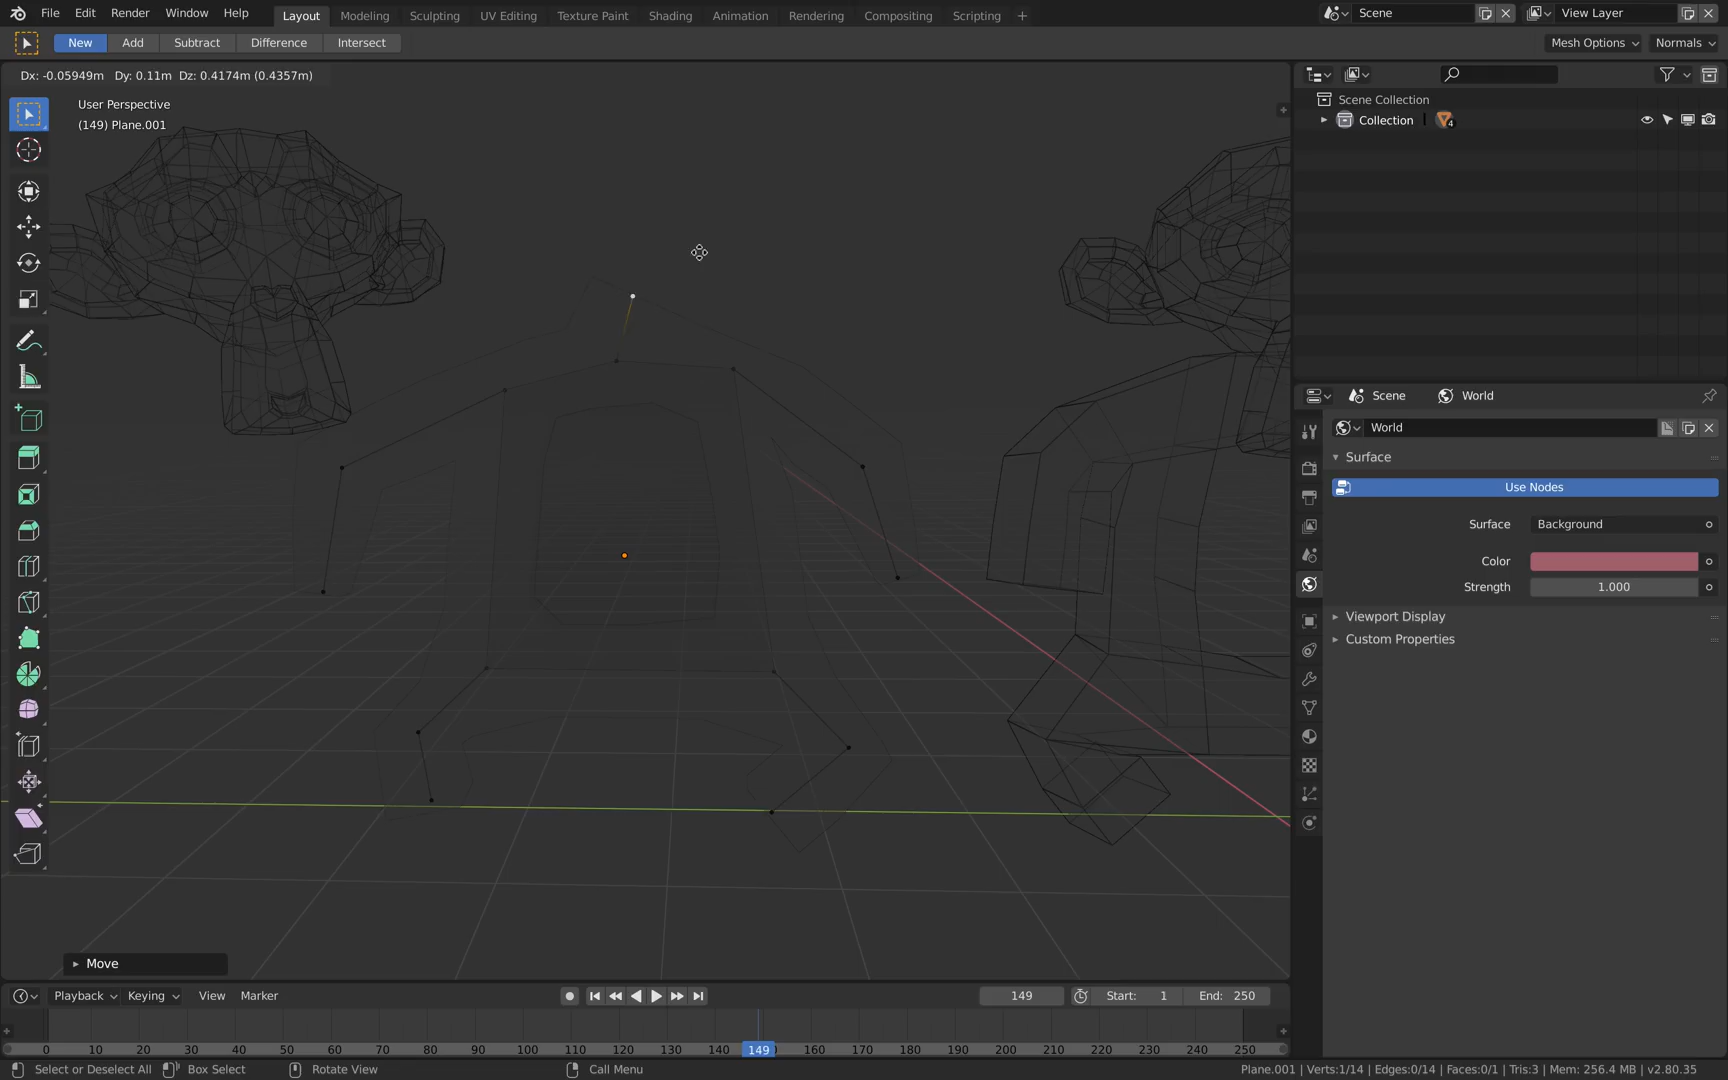 File Edit Render Window Help Layout Modeling Sculpting UV Editing Texture Paint Shading Animation Rendering Compositing Scripting + Scene View Layer
New Add Subtract Difference Intersect Mesh Options Normals
Dx: -0.05949m Dy: 0.11m Dz: 0.4174m (0.4357m)
User Perspective
(149) Plane.001
Scene Collection
Collection 4
Scene World
World
Surface
Use Nodes
Surface Background
Color
Strength 1.000
Viewport Display
Custom Properties
Move
Playback Keying View Marker 149 Start: 1 End: 250
0 10 20 30 40 50 60 70 80 90 100 110 120 130 140 149 160 170 180 190 200 210 220 230 240 250
Select or Deselect All Box Select Rotate View Call Menu Plane.001 | Verts:1/14 | Edges:0/14 | Faces:0/1 | Tris:3 | Mem: 256.4 MB | v2.80.35